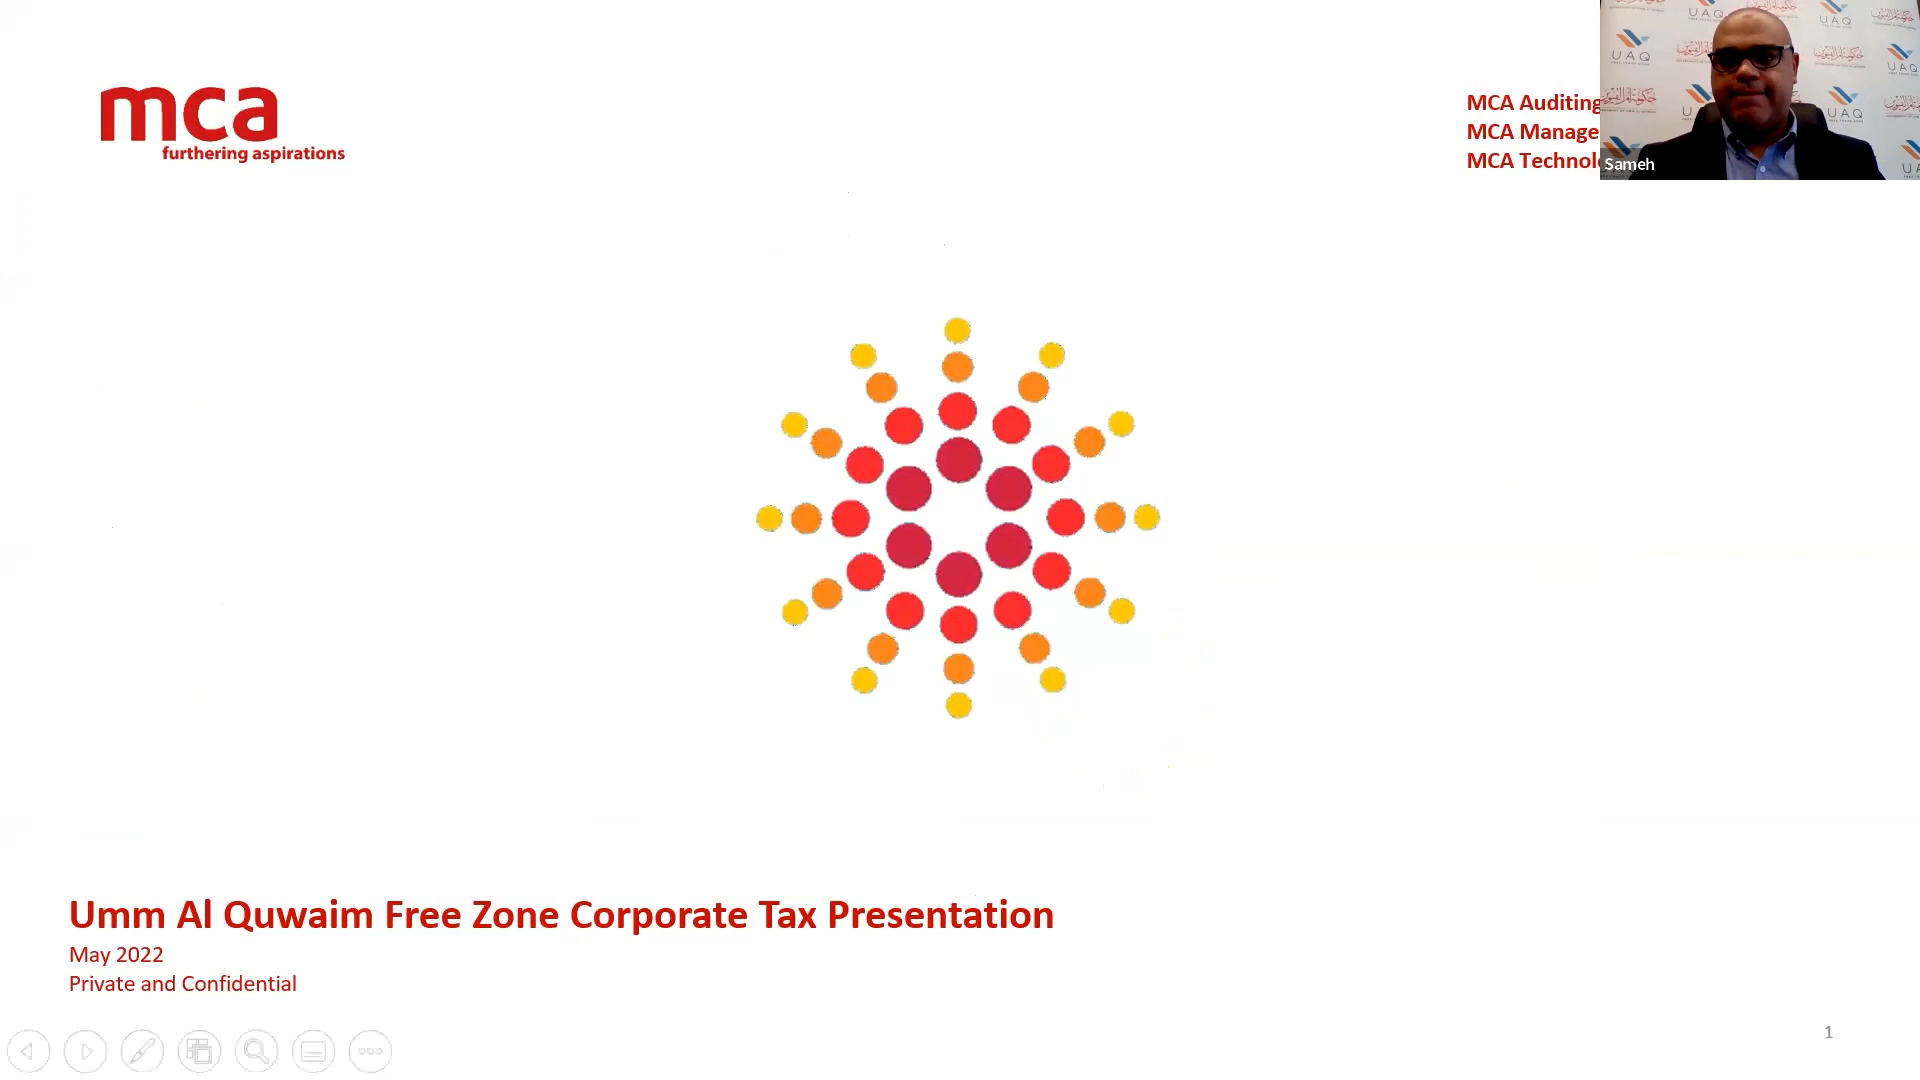 mca
furthering aspirations
MCA Auditing
MCA Manage
MCA Technol
UAQ
Sameh
Umm Al Quwaim Free Zone Corporate Tax Presentation
May 2022
Private and Confidential
1